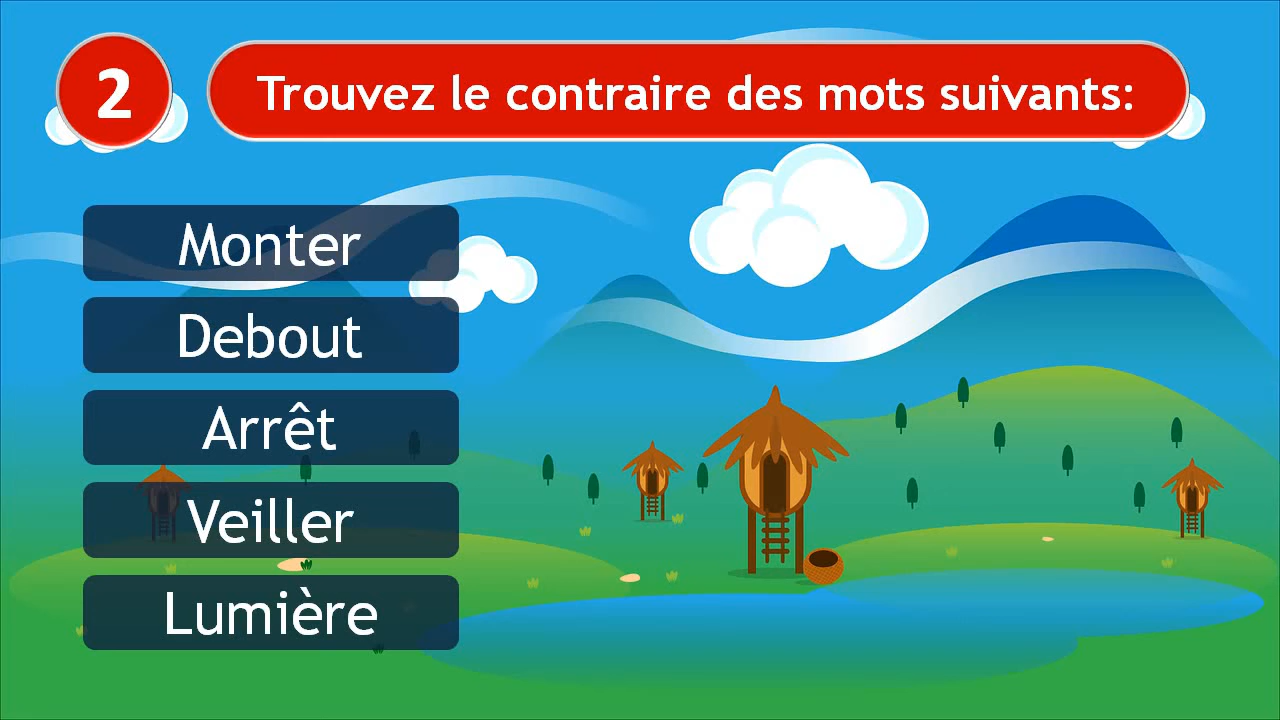 2
Trouvez le contraire des mots suivants:
Monter
Debout
Arrêt
Veiller
Lumière